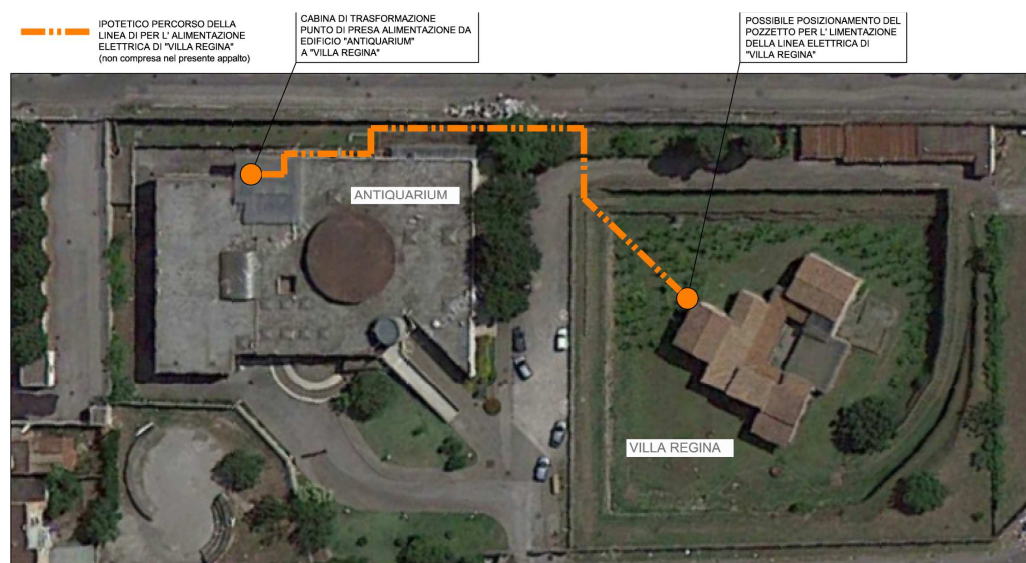 IPOTETICO PERCORSO DELLA
LINEA DI PER L' ALIMENTAZIONE
ELETTRICA DI "VILLA REGINA"
(non compresa nel presente appalto)
CABINA DI TRASFORMAZIONE
PUNTO DI PRESA ALIMENTAZIONE DA
EDIFICIO "ANTIQUARIUM"
A "VILLA REGINA"
POSSIBILE POSIZIONAMENTO DEL
POZZETTO PER L' LIMENTAZIONE
DELLA LINEA ELETTRICA DI
"VILLA REGINA"
ANTIQUARIUM
VILLA REGINA